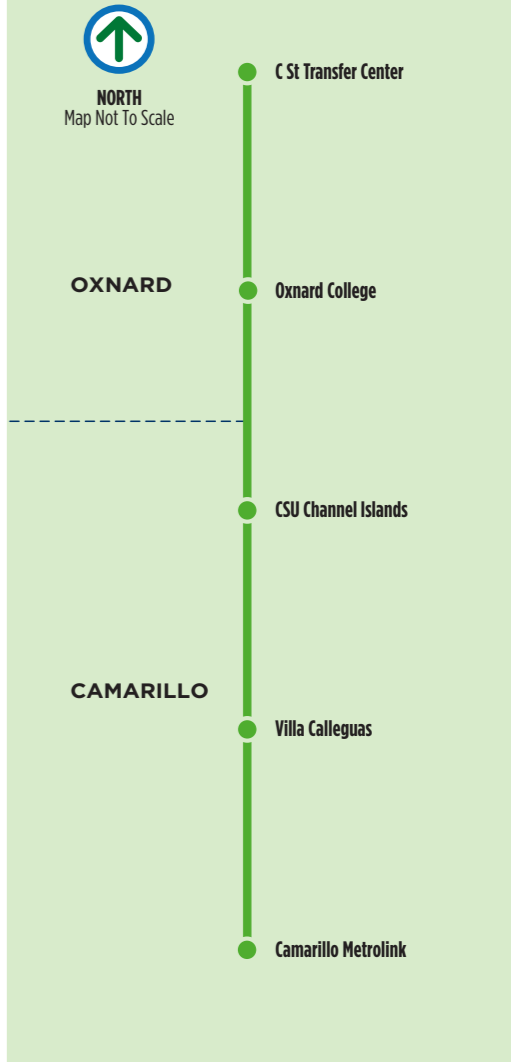 C St Transfer Center
NORTH
Map Not To Scale
OXNARD
Oxnard College
CSU Channel Islands
CAMARILLO
Villa Calleguas
Camarillo Metrolink